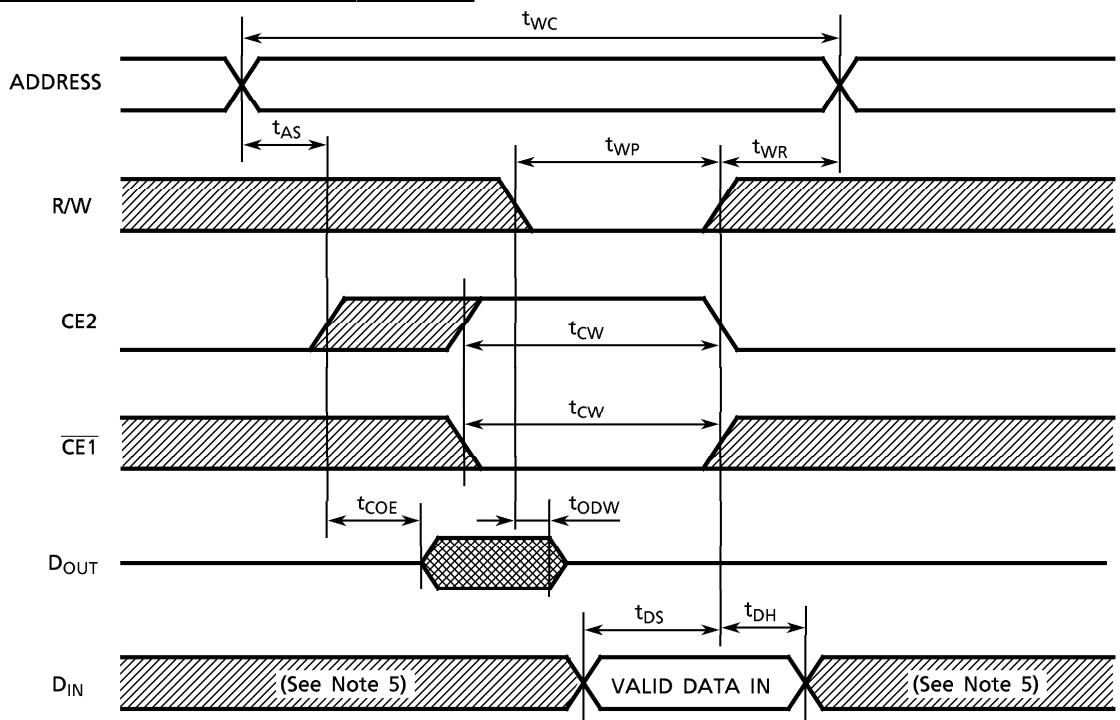 tWC
ADDRESS
tAS
tWP
tWR
R/W
CE2
tCW
tCW
CE1
tCOE
tODW
DOUT
tDS
tDH
DIN
(See Note 5)
VALID DATA IN
(See Note 5)